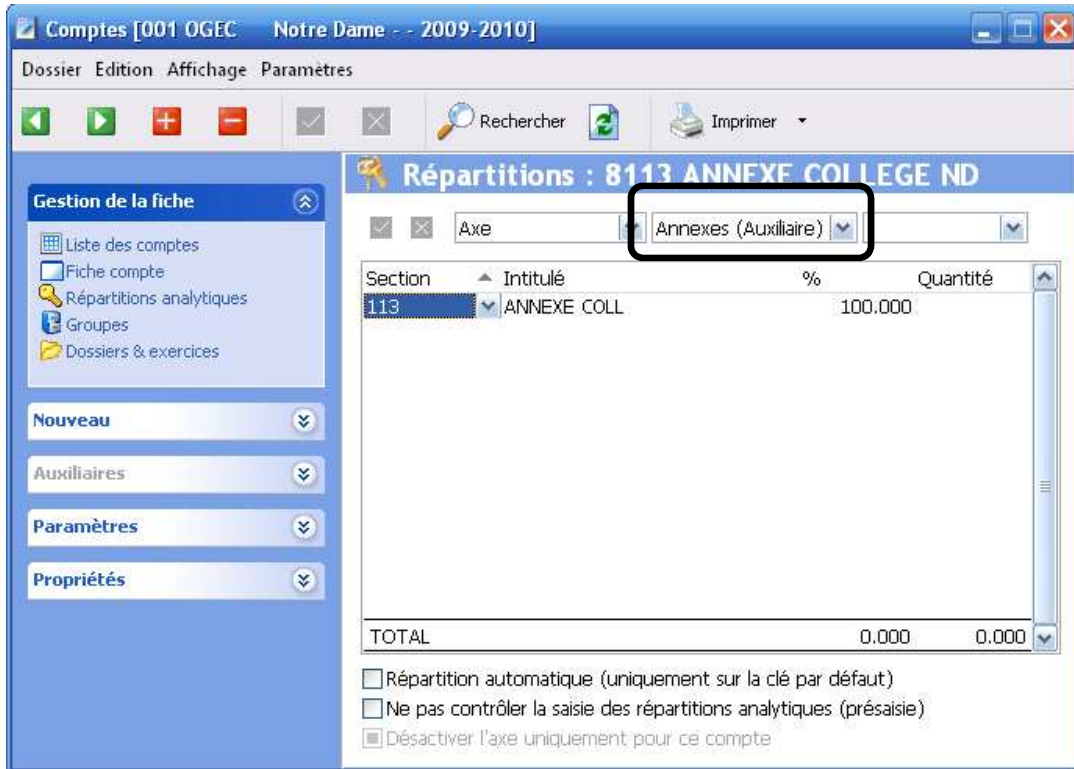 Comptes [001 OGEC Notre Dame - - 2009-2010]
Dossier Edition Affichage Paramètres
Rechercher Imprimer
Répartitions : 8113 ANNEXE COLLEGE ND
Gestion de la fiche
Liste des comptes
Fiche compte
Répartitions analytiques
Groupes
Dossiers & exercices
Nouveau
Auxiliaires
Paramètres
Propriétés
Axe Annexes (Auxiliaire)
Section Intitulé % Quantité
113 ANNEXE COLL 100.000
TOTAL 0.000 0.000
Répartition automatique (uniquement sur la clé par défaut)
Ne pas contrôler la saisie des répartitions analytiques (présaisie)
Désactiver l'axe uniquement pour ce compte